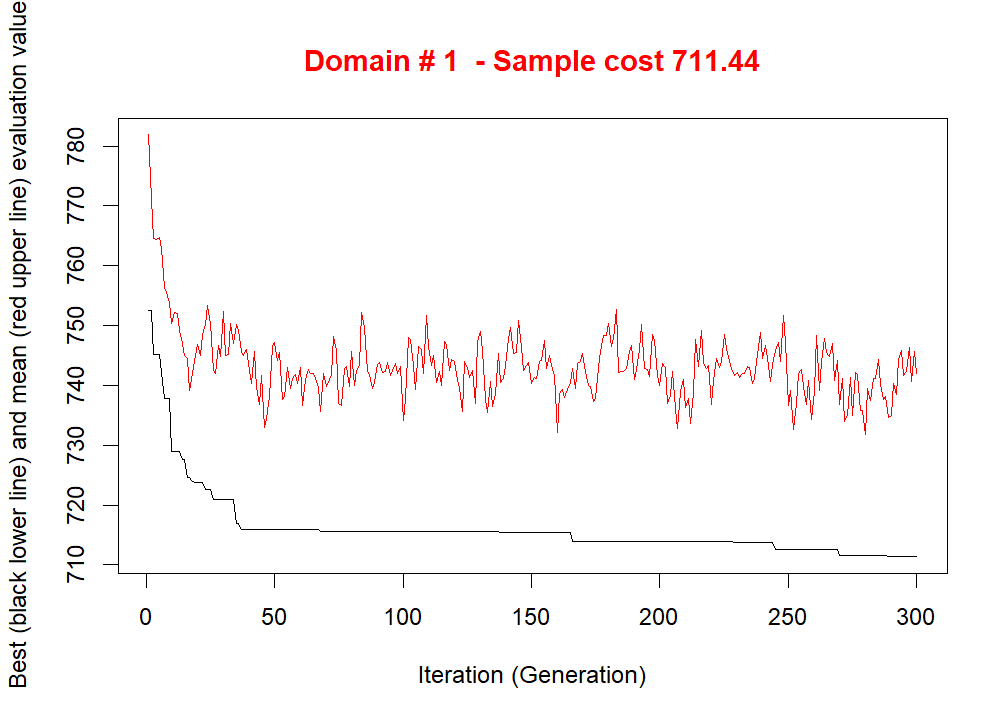 Domain # 1  - Sample cost 711.44
Best (black lower line) and mean (red upper line) evaluation value
780
770
760
750
740
730
720
710
0 50 100 150 200 250 300
Iteration (Generation)